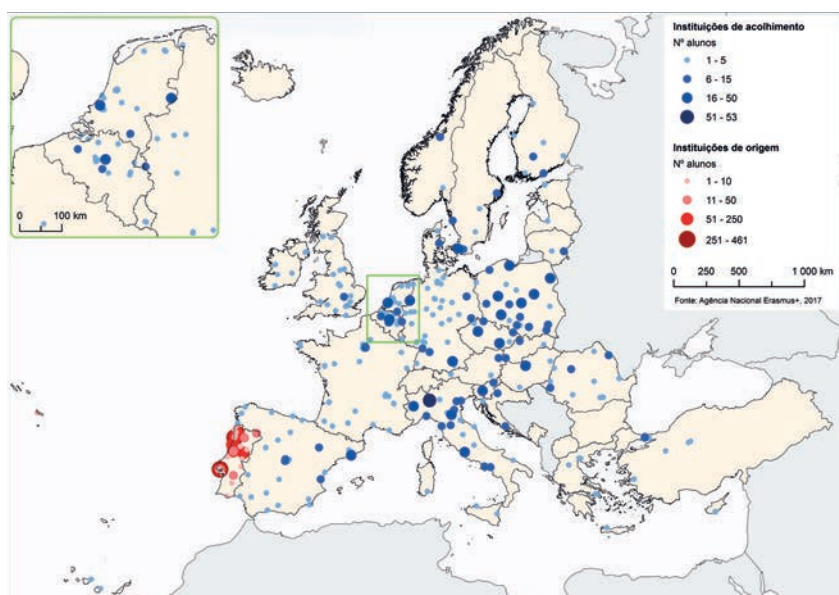 0 100 km
Instituições de acolhimento
Nº alunos
1 - 5
6 - 15
16 - 50
51 - 53
Instituições de origem
Nº alunos
1 - 10
11 - 50
51 - 250
251 - 461
0 250 500 1 000 km
Fonte: Agência Nacional Erasmus+, 2017